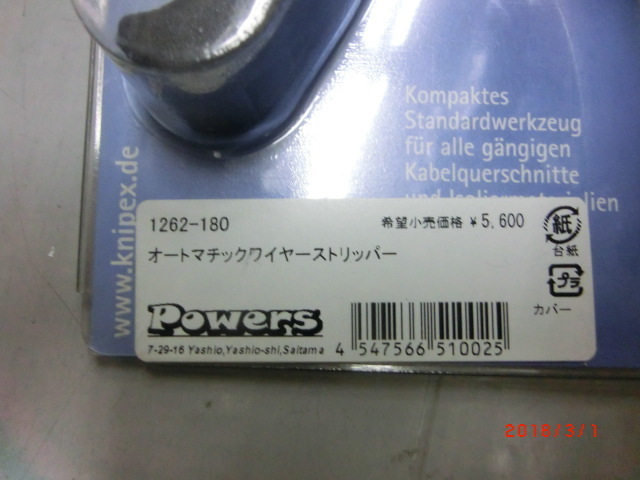 Kompaktes
Standardwerkzeug
für alle gängigen
Kabelquerschnitte
www.knipex.de
1262-180
希望小売価格 ¥5,600
オートマチックワイヤーストリッパー
紙
台紙
プラ
カバー
Powers
7-29-16 Yashio,Yashio-shi,Saitama
4 547566 510025
2018/3/1